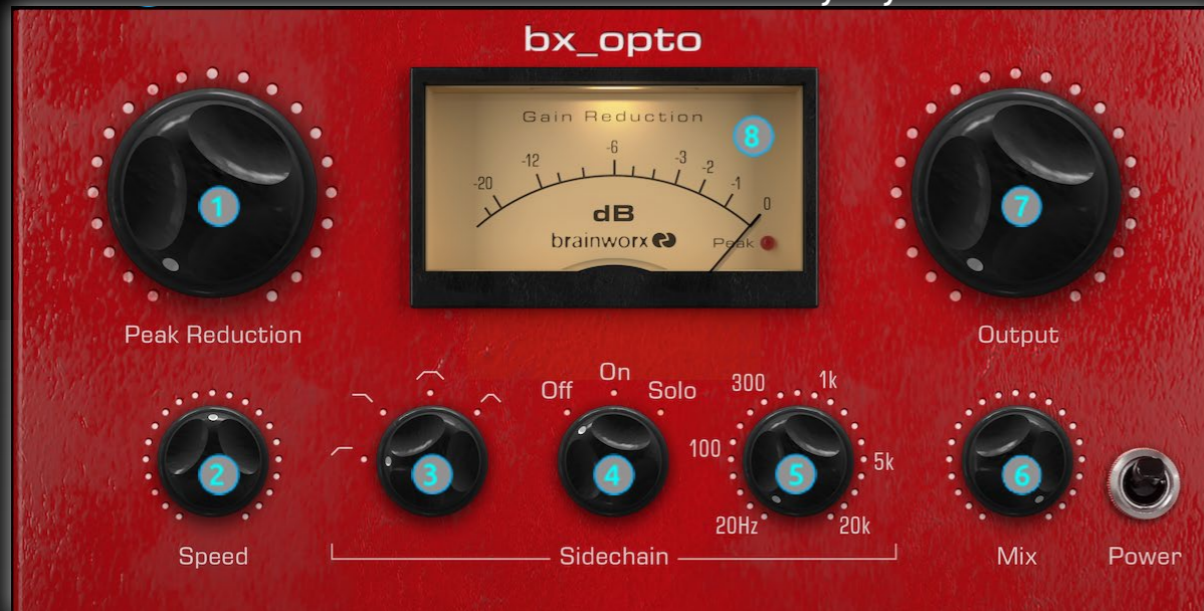 bx_opto
Gain Reduction
8
-20 -12 -6 -3 -2 -1 0
dB
brainworx
Peak
1
7
Peak Reduction
Output
Off On Solo
20Hz 100 300 1k 5k 20k
2
3
4
5
6
Speed
Sidechain
Mix
Power